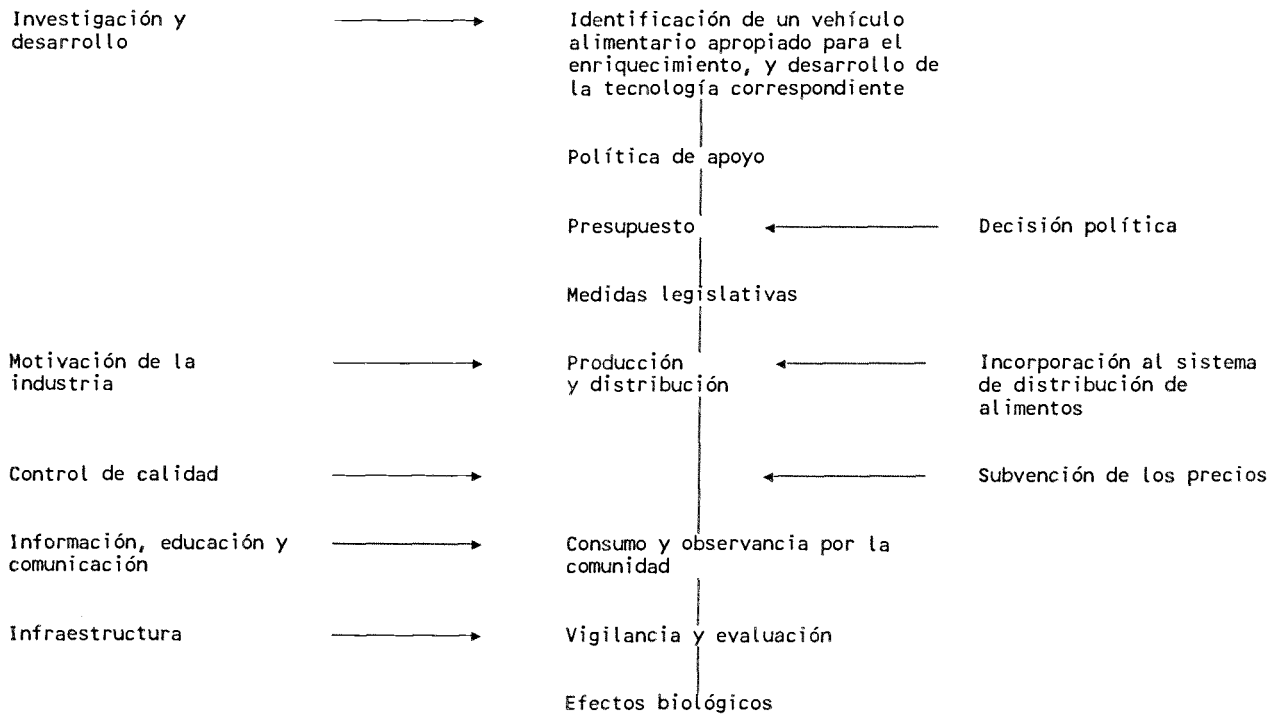 Investigación y
desarrollo
Identificación de un vehículo
alimentario apropiado para el
enriquecimiento, y desarrollo de
la tecnología correspondiente
Política de apoyo
Presupuesto
Decisión política
Medidas legislativas
Motivación de la
industria
Producción
y distribución
Incorporación al sistema
de distribución de
alimentos
Control de calidad
Subvención de los precios
Información, educación y
comunicación
Consumo y observancia por la
comunidad
Infraestructura
Vigilancia y evaluación
Efectos biológicos